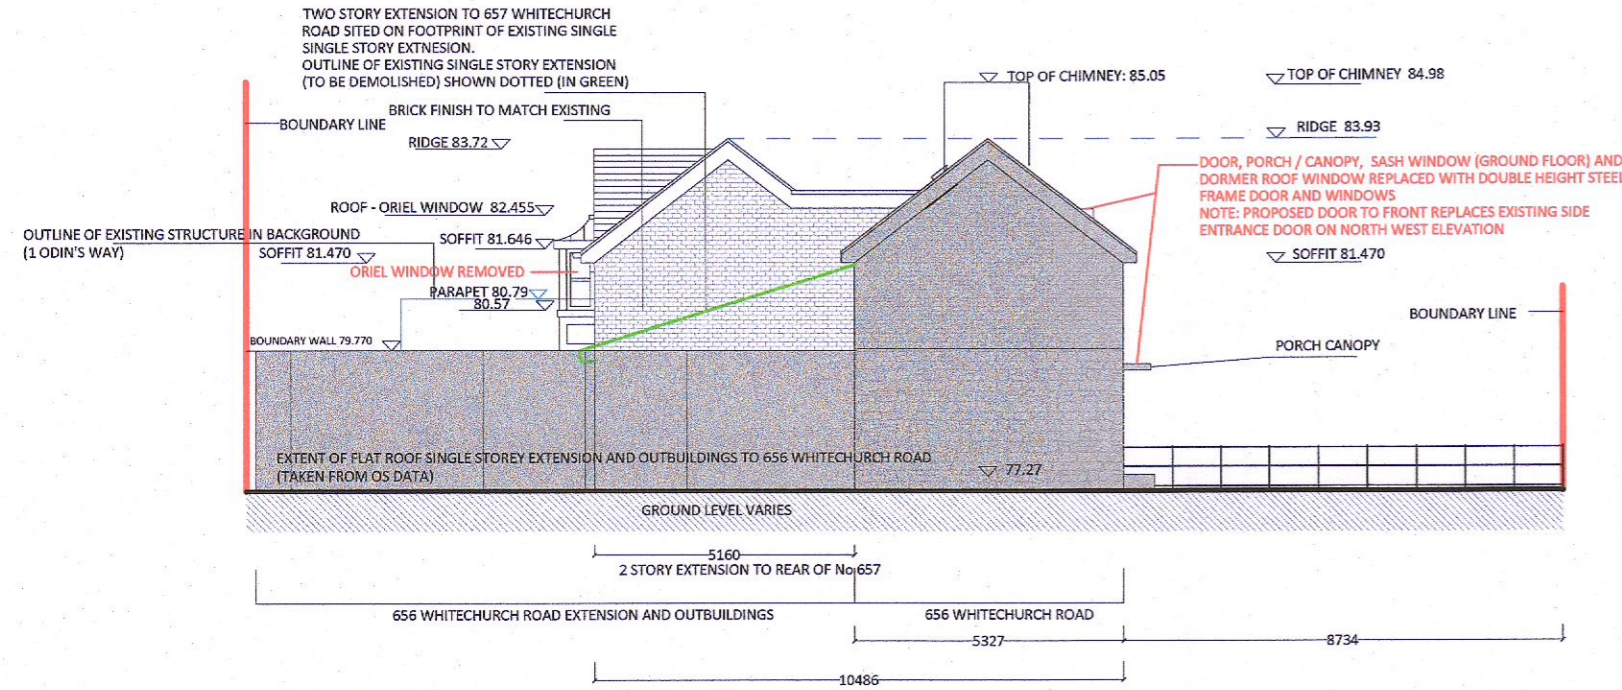 TWO STORY EXTENSION TO 657 WHITECHURCH
ROAD SITED ON FOOTPRINT OF EXISTING SINGLE
SINGLE STORY EXTNESION.
OUTLINE OF EXISTING SINGLE STORY EXTENSION
(TO BE DEMOLISHED) SHOWN DOTTED (IN GREEN)
BRICK FINISH TO MATCH EXISTING
BOUNDARY LINE
RIDGE 83.72
TOP OF CHIMNEY: 85.05
TOP OF CHIMNEY 84.98
RIDGE 83.93
DOOR, PORCH / CANOPY, SASH WINDOW (GROUND FLOOR) AND
DORMER ROOF WINDOW REPLACED WITH DOUBLE HEIGHT STEEL
FRAME DOOR AND WINDOWS
NOTE: PROPOSED DOOR TO FRONT REPLACES EXISTING SIDE
ENTRANCE DOOR ON NORTH WEST ELEVATION
ROOF - ORIEL WINDOW 82.455
OUTLINE OF EXISTING STRUCTURE IN BACKGROUND
(1 ODIN'S WAY)
SOFFIT 81.646
SOFFIT 81.470
SOFFIT 81.470
ORIEL WINDOW REMOVED
PARAPET 80.79
80.57
BOUNDARY WALL 79.770
BOUNDARY LINE
PORCH CANOPY
EXTENT OF FLAT ROOF SINGLE STOREY EXTENSION AND OUTBUILDINGS TO 656 WHITECHURCH ROAD
(TAKEN FROM OS DATA)
77.27
GROUND LEVEL VARIES
5160
2 STORY EXTENSION TO REAR OF No 657
656 WHITECHURCH ROAD EXTENSION AND OUTBUILDINGS
656 WHITECHURCH ROAD
5327
8734
10486